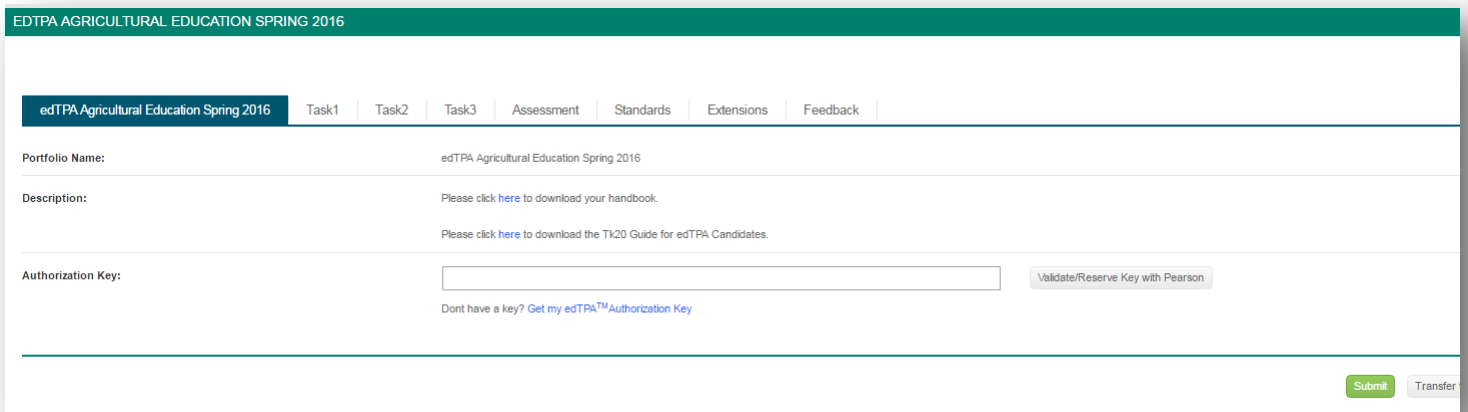 EDTPA AGRICULTURAL EDUCATION SPRING 2016
edTPA Agricultural Education Spring 2016 Task1 Task2 Task3 Assessment Standards Extensions Feedback
Portfolio Name: edTPA Agricultural Education Spring 2016
Description: Please click here to download your handbook.
Please click here to download the Tk20 Guide for edTPA Candidates.
Authorization Key: Validate/Reserve Key with Pearson
Dont have a key? Get my edTPA™Authorization Key
Submit Transfer